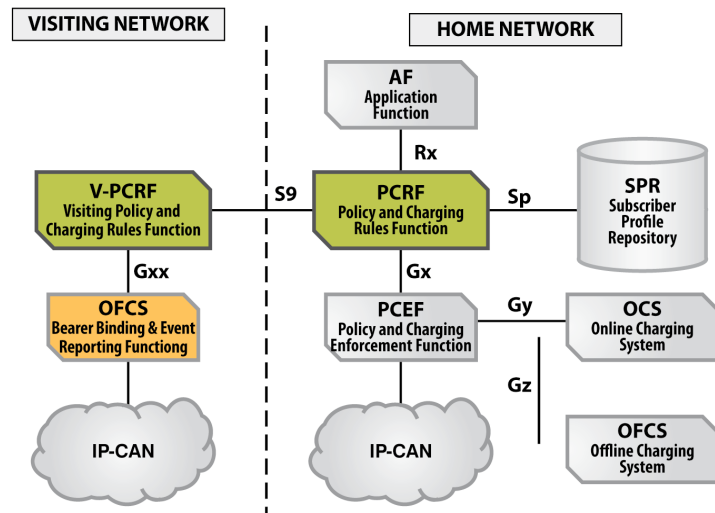 VISITING NETWORK
HOME NETWORK
AF
Application
Function
Rx
V-PCRF
Visiting Policy and
Charging Rules Function
S9
PCRF
Policy and Charging
Rules Function
Sp
SPR
Subscriber
Profile
Repository
Gxx
Gx
OFCS
Bearer Binding & Event
Reporting Functiong
PCEF
Policy and Charging
Enforcement Function
Gy
OCS
Online Charging
System
Gz
IP-CAN
IP-CAN
OFCS
Offline Charging
System